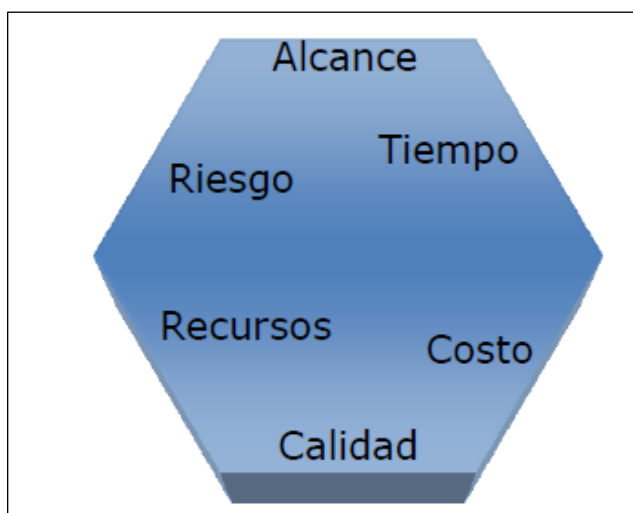 Alcance
Tiempo
Riesgo
Recursos
Costo
Calidad